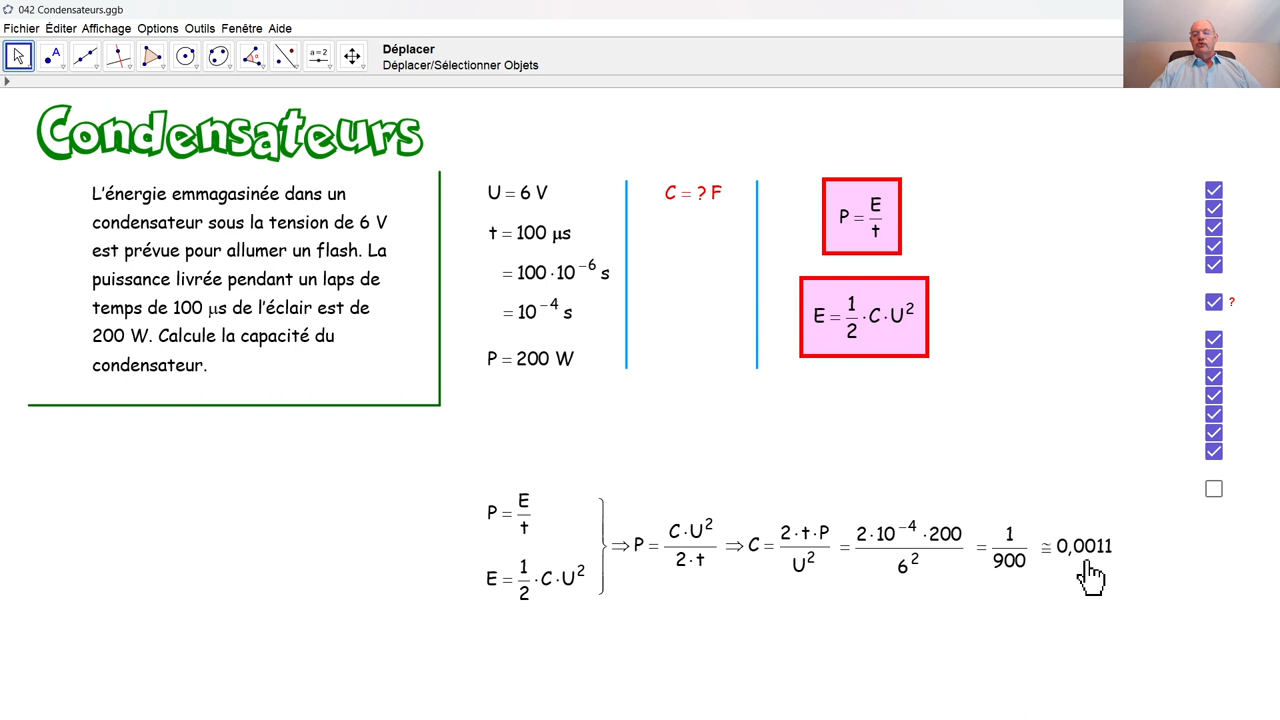 042 Condensateurs.ggb
Fichier Éditer Affichage Options Outils Fenêtre Aide
A
a=2
Déplacer
Déplacer/Sélectionner Objets
Condensateurs
L'énergie emmagasinée dans un
condensateur sous la tension de 6 V
est prévue pour allumer un flash. La
puissance livrée pendant un laps de
temps de 100 µs de l'éclair est de
200 W. Calcule la capacité du
condensateur.
U = 6 V
t = 100 µs
= 100 · 10⁻⁶ s
= 10⁻⁴ s
P = 200 W
C = ? F
P = E/t
E = 1/2 · C · U²
?
P = E/t
E = 1/2 · C · U²
⇒ P = C · U² / 2 · t ⇒ C = 2 · t · P / U² = 2 · 10⁻⁴ · 200 / 6² = 1/900 ≅ 0,0011